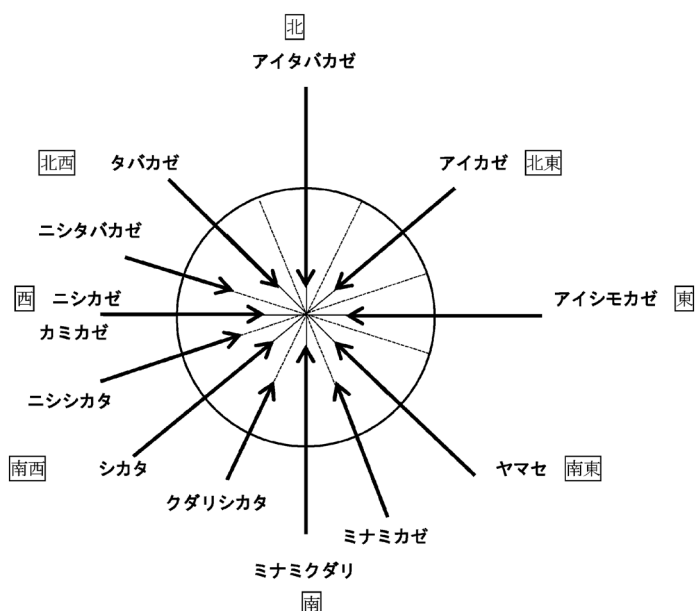 北
アイタバカゼ
北西
タバカゼ
アイカゼ
北東
ニシタバカゼ
西
ニシカゼ
カミカゼ
アイシモカゼ
東
ニシシカタ
南西
シカタ
ヤマセ
南東
クダリシカタ
ミナミカゼ
ミナミクダリ
南